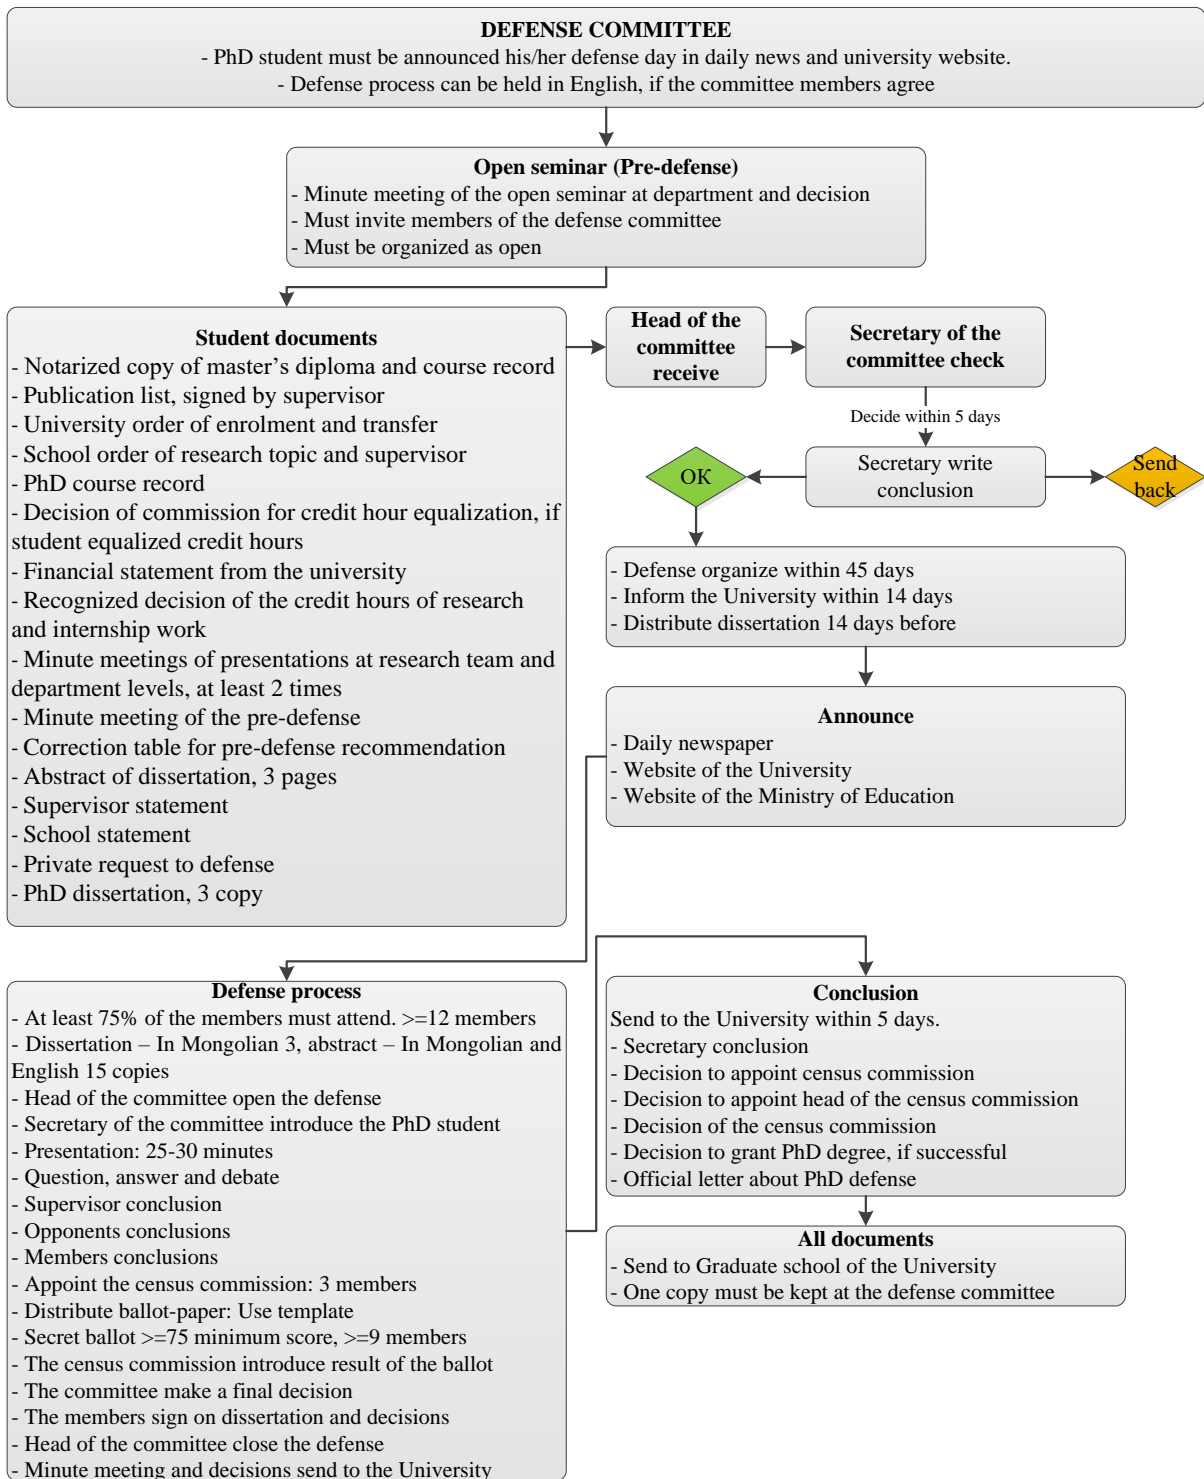 DEFENSE COMMITTEE
- PhD student must be announced his/her defense day in daily news and university website.
- Defense process can be held in English, if the committee members agree
Open seminar (Pre-defense)
- Minute meeting of the open seminar at department and decision
- Must invite members of the defense committee
- Must be organized as open
Student documents
- Notarized copy of master's diploma and course record
- Publication list, signed by supervisor
- University order of enrolment and transfer
- School order of research topic and supervisor
- PhD course record
- Decision of commission for credit hour equalization, if
student equalized credit hours
- Financial statement from the university
- Recognized decision of the credit hours of research
and internship work
- Minute meetings of presentations at research team and
department levels, at least 2 times
- Minute meeting of the pre-defense
- Correction table for pre-defense recommendation
- Abstract of dissertation, 3 pages
- Supervisor statement
- School statement
- Private request to defense
- PhD dissertation, 3 copy
Head of the
committee
receive
Secretary of the
committee check
Decide within 5 days
Secretary write
conclusion
OK
Send
back
- Defense organize within 45 days
- Inform the University within 14 days
- Distribute dissertation 14 days before
Announce
- Daily newspaper
- Website of the University
- Website of the Ministry of Education
Defense process
- At least 75% of the members must attend. >=12 members
- Dissertation – In Mongolian 3, abstract – In Mongolian and
English 15 copies
- Head of the committee open the defense
- Secretary of the committee introduce the PhD student
- Presentation: 25-30 minutes
- Question, answer and debate
- Supervisor conclusion
- Opponents conclusions
- Members conclusions
- Appoint the census commission: 3 members
- Distribute ballot-paper: Use template
- Secret ballot >=75 minimum score, >=9 members
- The census commission introduce result of the ballot
- The committee make a final decision
- The members sign on dissertation and decisions
- Head of the committee close the defense
- Minute meeting and decisions send to the University
Conclusion
Send to the University within 5 days.
- Secretary conclusion
- Decision to appoint census commission
- Decision to appoint head of the census commission
- Decision of the census commission
- Decision to grant PhD degree, if successful
- Official letter about PhD defense
All documents
- Send to Graduate school of the University
- One copy must be kept at the defense committee